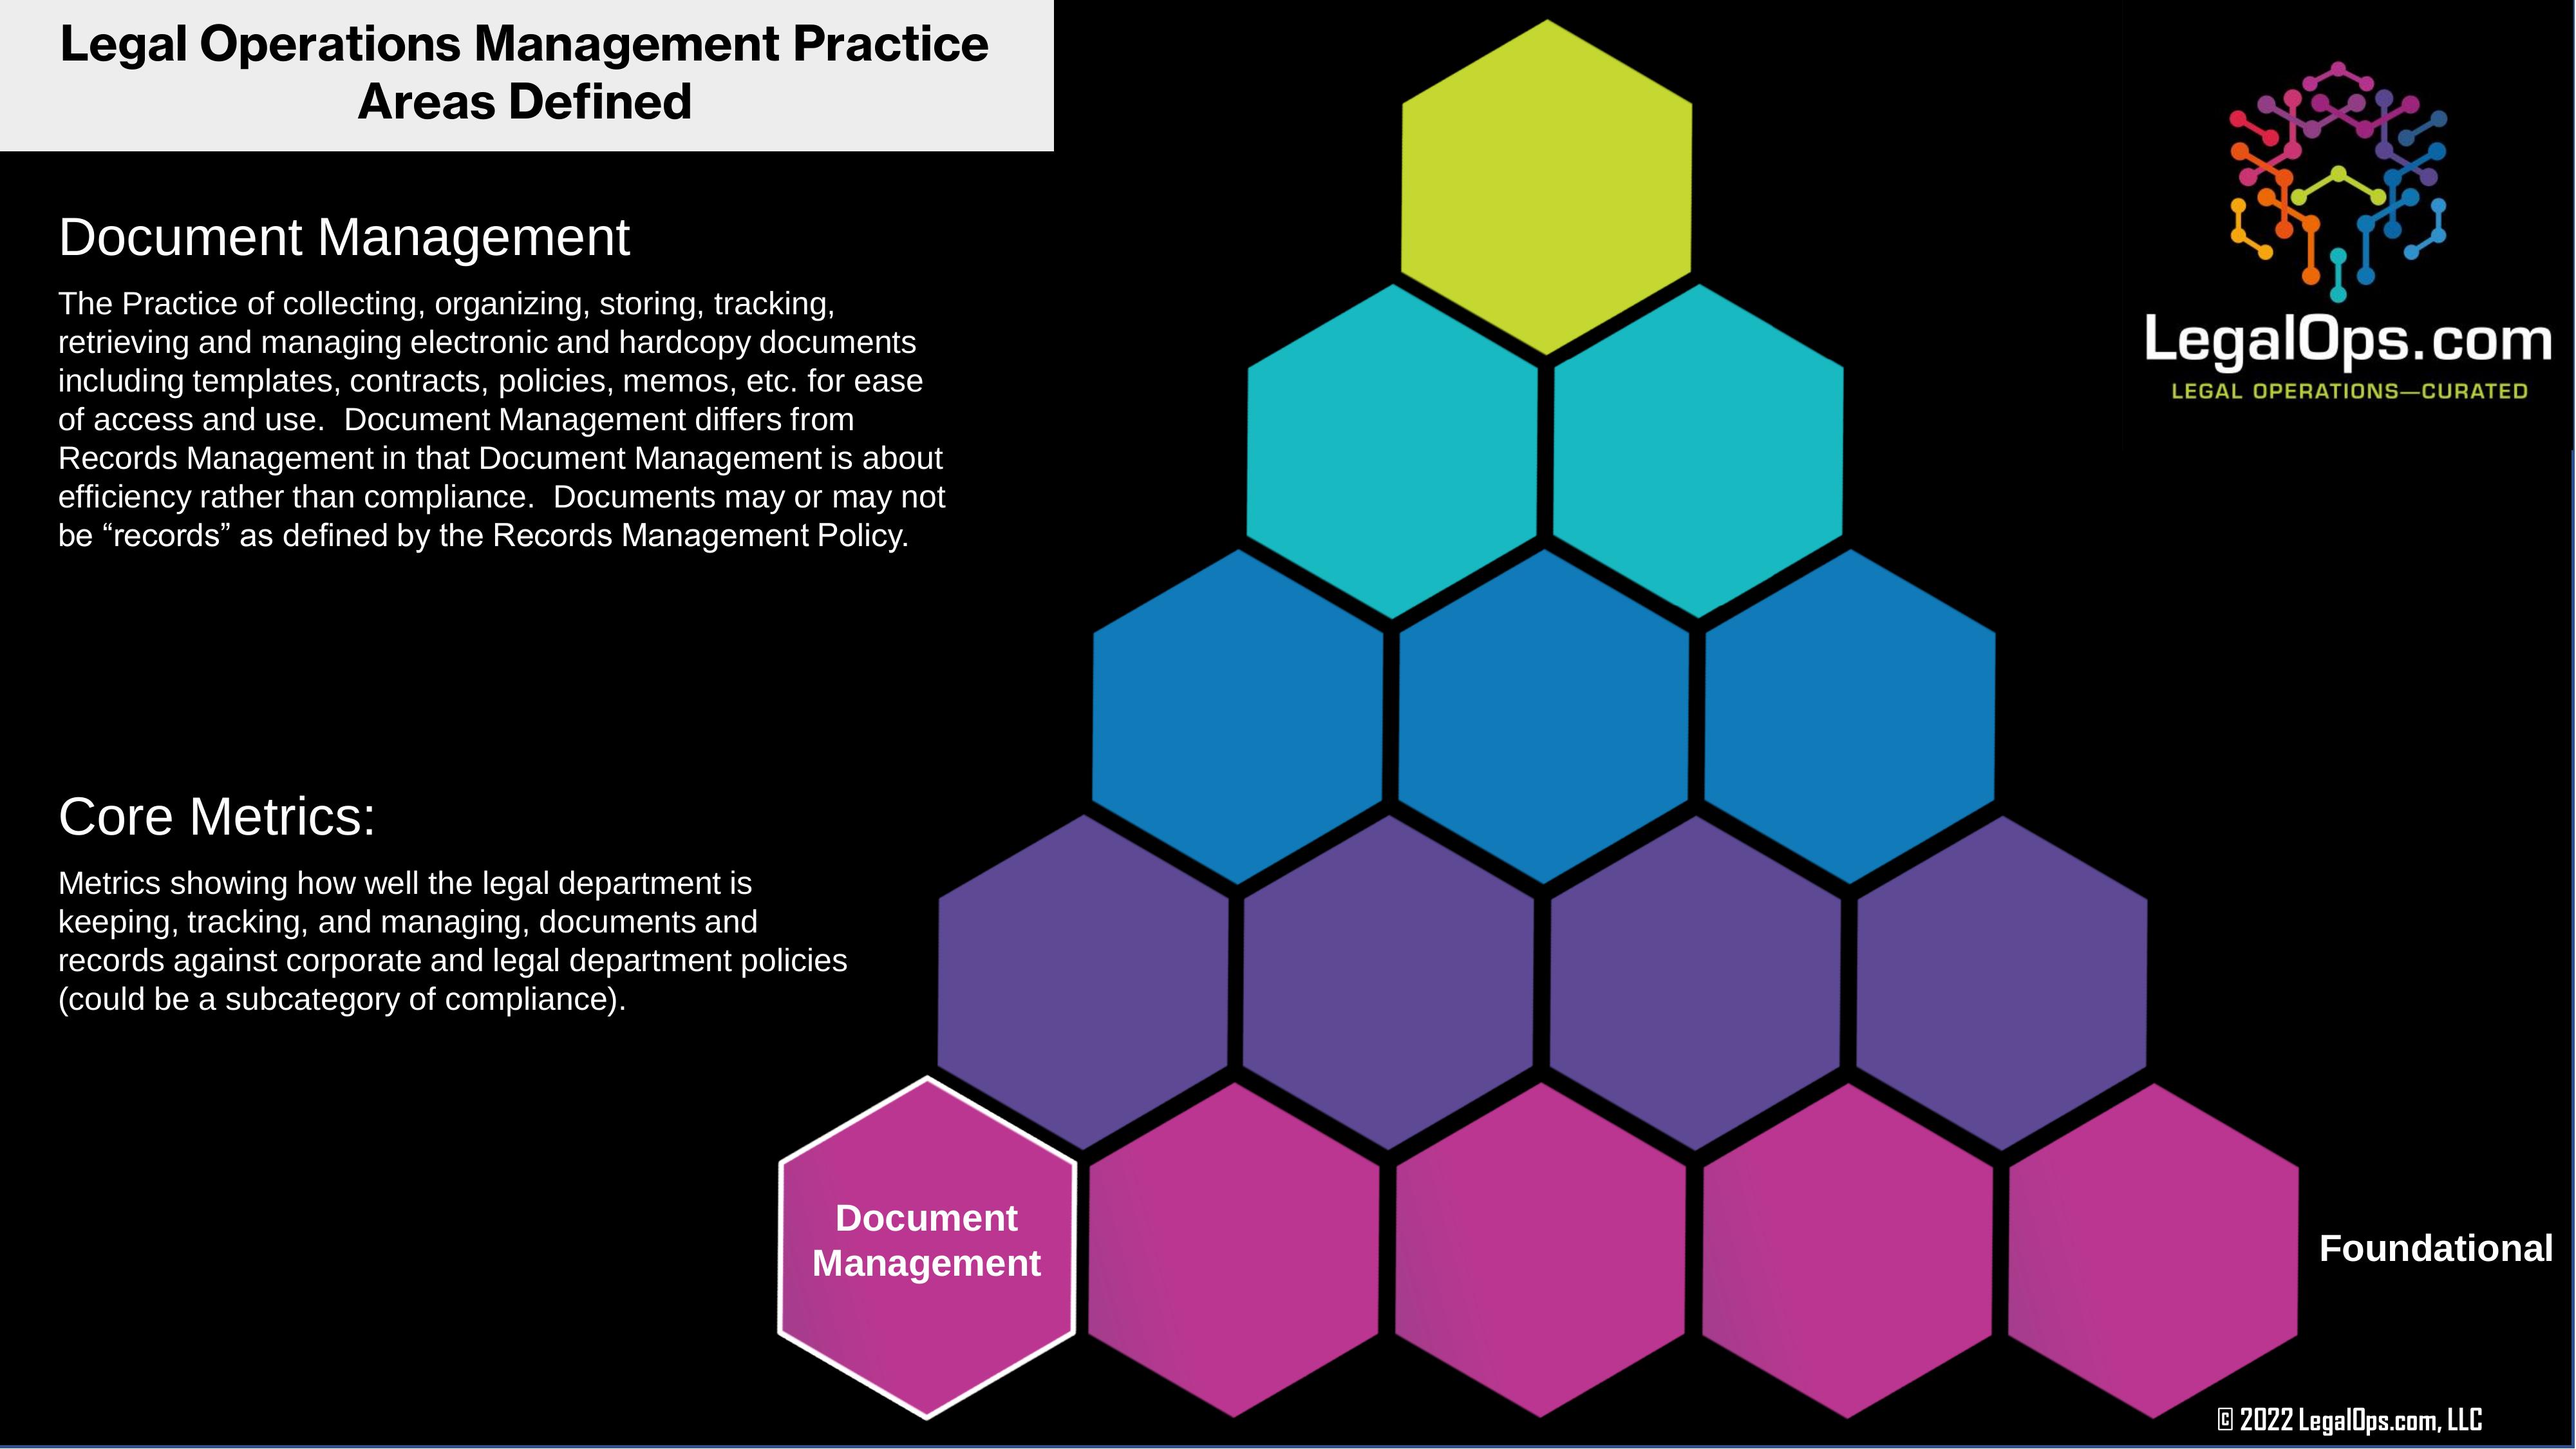 Legal Operations Management Practice
Areas Defined
Document Management
The Practice of collecting, organizing, storing, tracking,
retrieving and managing electronic and hardcopy documents
including templates, contracts, policies, memos, etc. for ease
of access and use.  Document Management differs from
Records Management in that Document Management is about
efficiency rather than compliance.  Documents may or may not
be “records” as defined by the Records Management Policy.
Core Metrics:
Metrics showing how well the legal department is
keeping, tracking, and managing, documents and
records against corporate and legal department policies
(could be a subcategory of compliance).
LegalOps.com
LEGAL OPERATIONS—CURATED
Document
Management
Foundational
© 2022 LegalOps.com, LLC